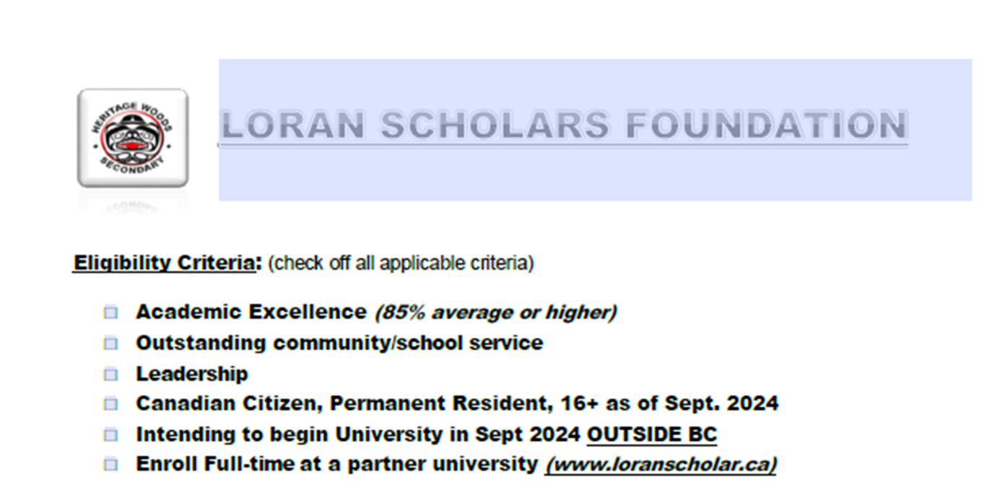 HERITAGE WOODS
SECONDARY
LORAN SCHOLARS FOUNDATION
Eligibility Criteria: (check off all applicable criteria)
Academic Excellence (85% average or higher)
Outstanding community/school service
Leadership
Canadian Citizen, Permanent Resident, 16+ as of Sept. 2024
Intending to begin University in Sept 2024 OUTSIDE BC
Enroll Full-time at a partner university (www.loranscholar.ca)